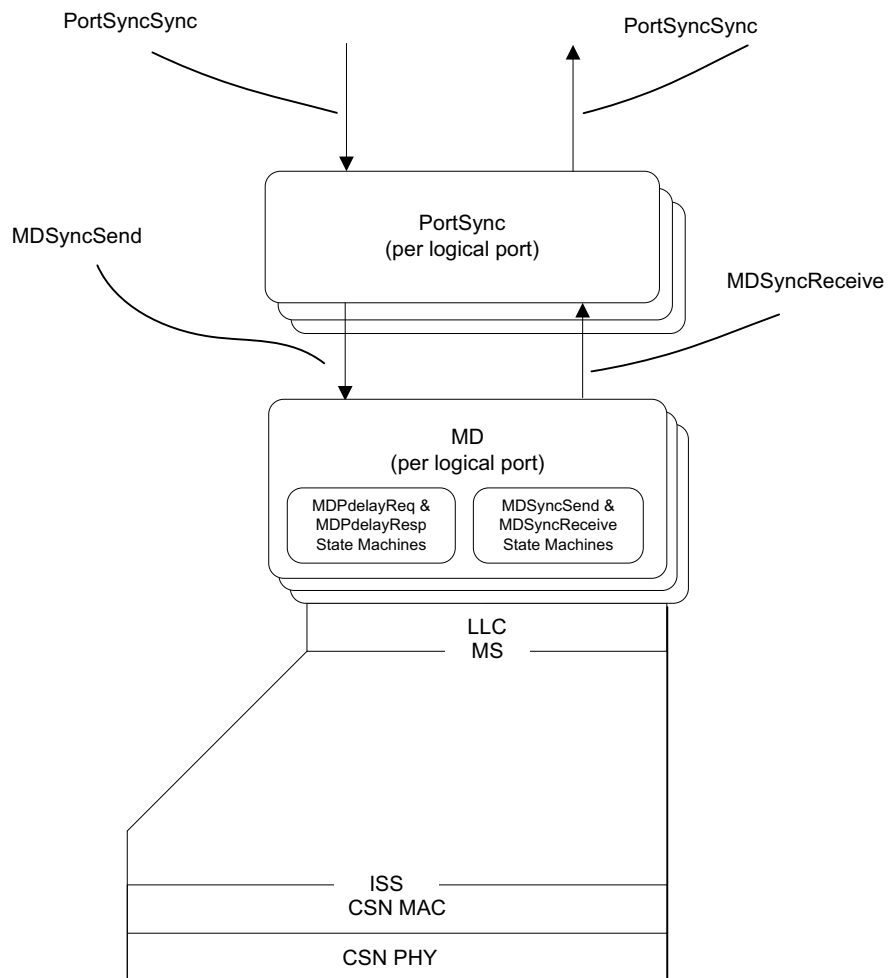 PortSyncSync
PortSyncSync
PortSync
(per logical port)
MDSyncSend
MDSyncReceive
MD
(per logical port)
MDPdelayReq &
MDPdelayResp
State Machines
MDSyncSend &
MDSyncReceive
State Machines
LLC
MS
ISS
CSN MAC
CSN PHY